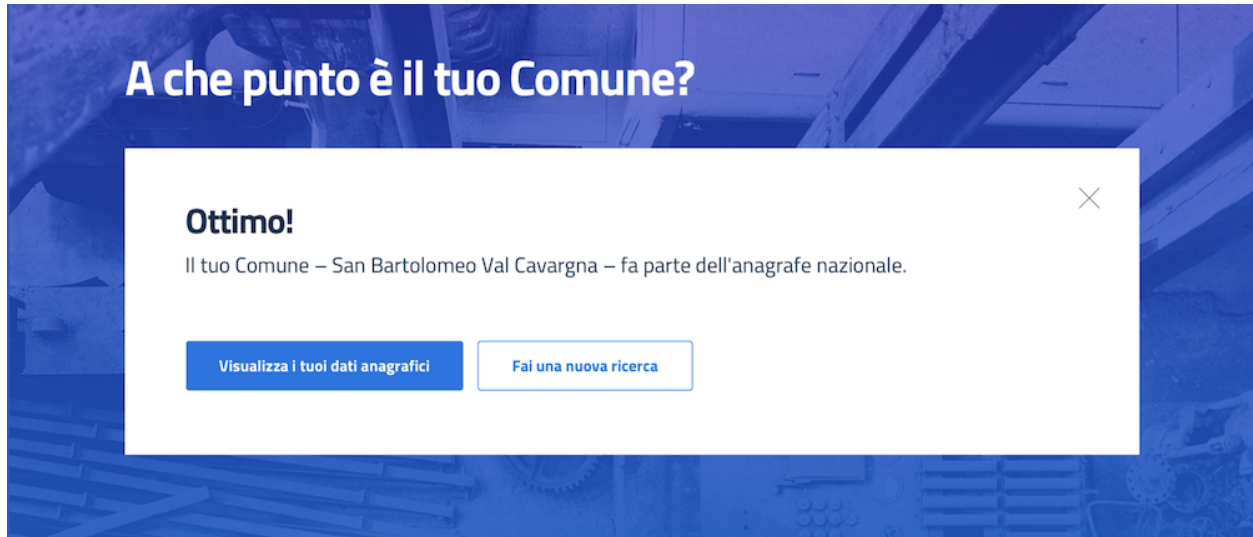 A che punto è il tuo Comune?
Ottimo!
Il tuo Comune – San Bartolomeo Val Cavargna – fa parte dell'anagrafe nazionale.
Visualizza i tuoi dati anagrafici
Fai una nuova ricerca